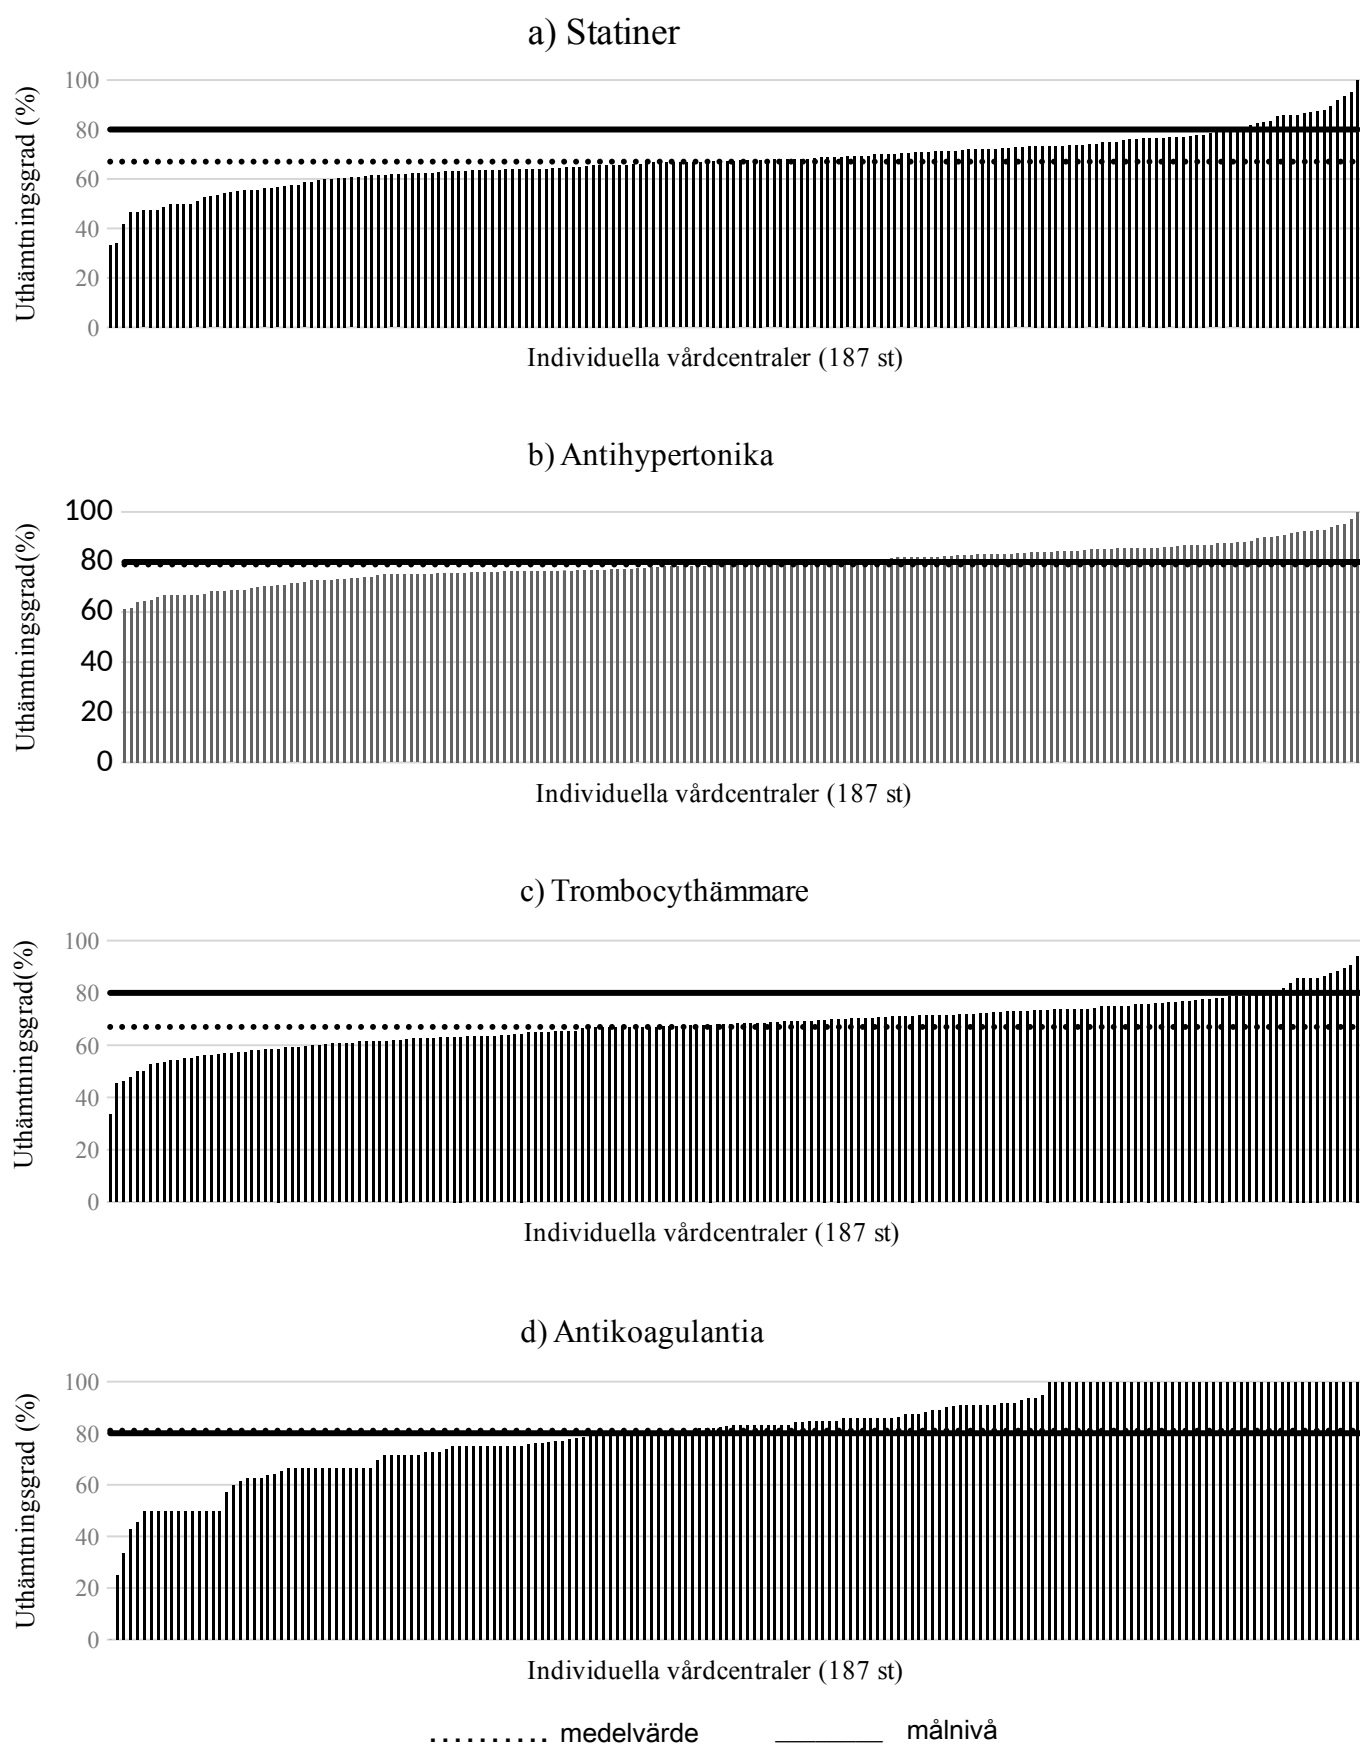 a) Statiner
Uthämtningsgrad (%)
100
80
60
40
20
0
Individuella vårdcentraler (187 st)
b) Antihypertonika
Uthämtningsgrad(%)
100
80
60
40
20
0
Individuella vårdcentraler (187 st)
c) Trombocythämmare
Uthämtningsgrad(%)
100
80
60
40
20
0
Individuella vårdcentraler (187 st)
d) Antikoagulantia
Uthämtningsgrad (%)
100
80
60
40
20
0
Individuella vårdcentraler (187 st)
.......... medelvärde ________ målnivå